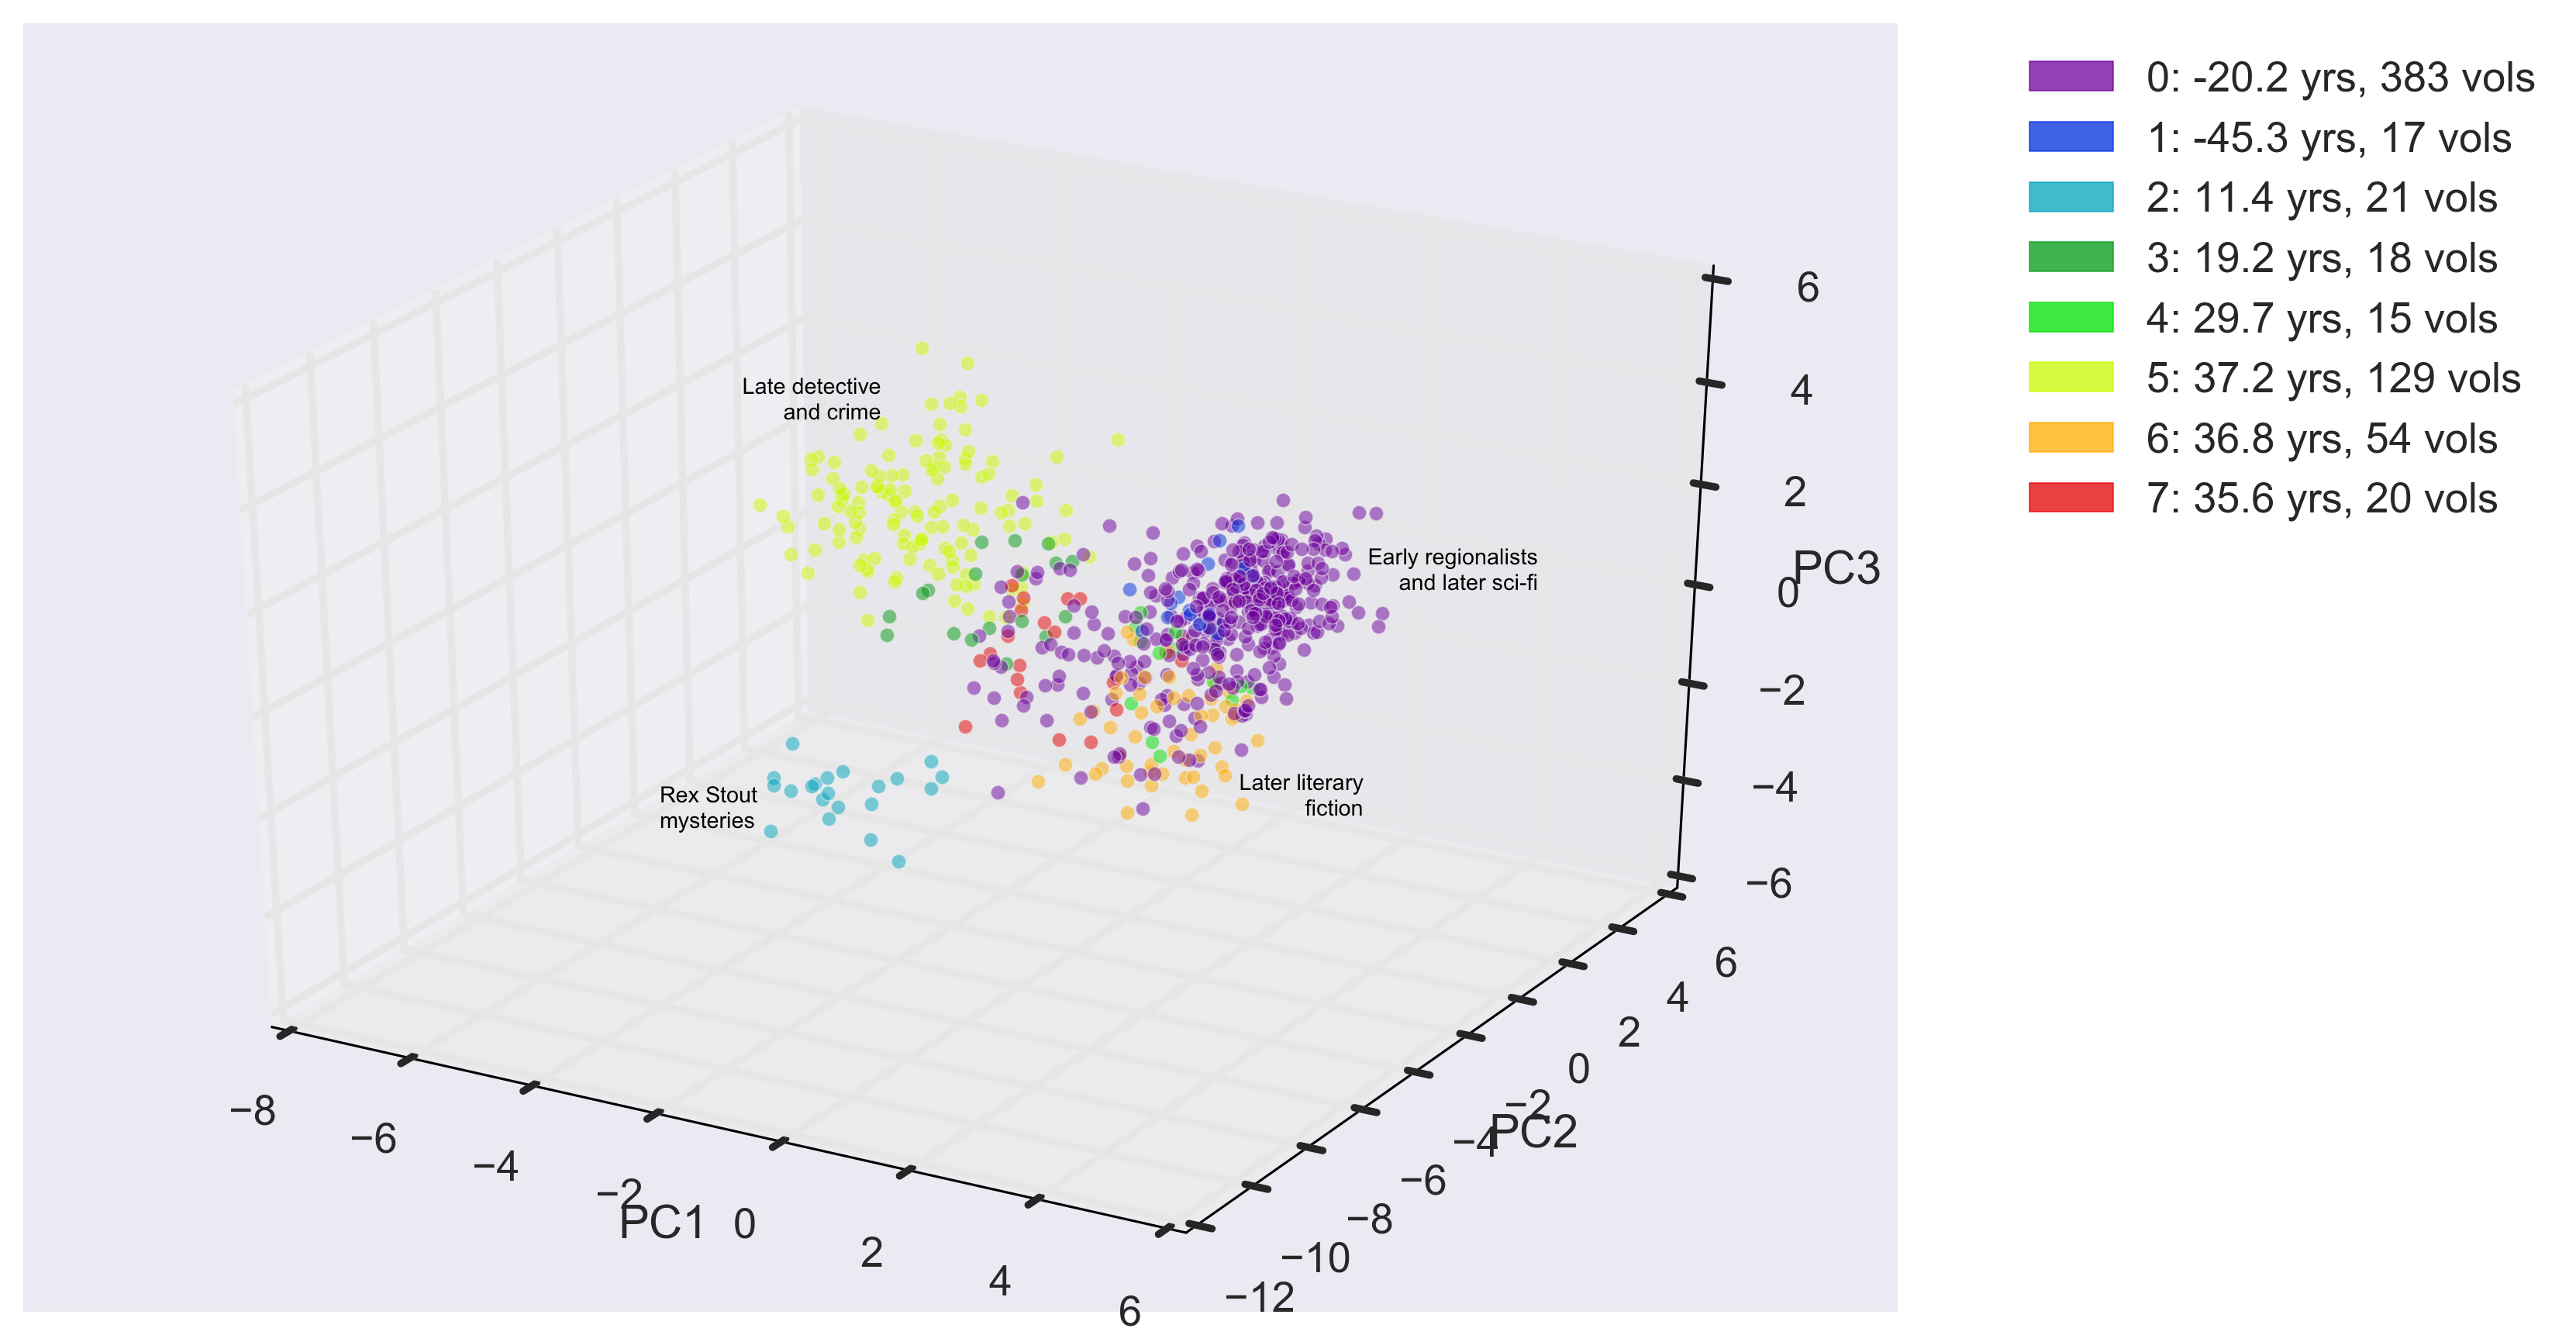 0: -20.2 yrs, 383 vols
1: -45.3 yrs, 17 vols
2: 11.4 yrs, 21 vols
3: 19.2 yrs, 18 vols
4: 29.7 yrs, 15 vols
5: 37.2 yrs, 129 vols
6: 36.8 yrs, 54 vols
7: 35.6 yrs, 20 vols
Late detective
and crime
Early regionalists
and later sci-fi
Rex Stout
mysteries
Later literary
fiction
6
4
2
0
−2
−4
−6
PC3
6
4
2
0
−2
−4
−6
−8
−10
−12
PC2
−8
−6
−4
−2
0
2
4
6
PC1